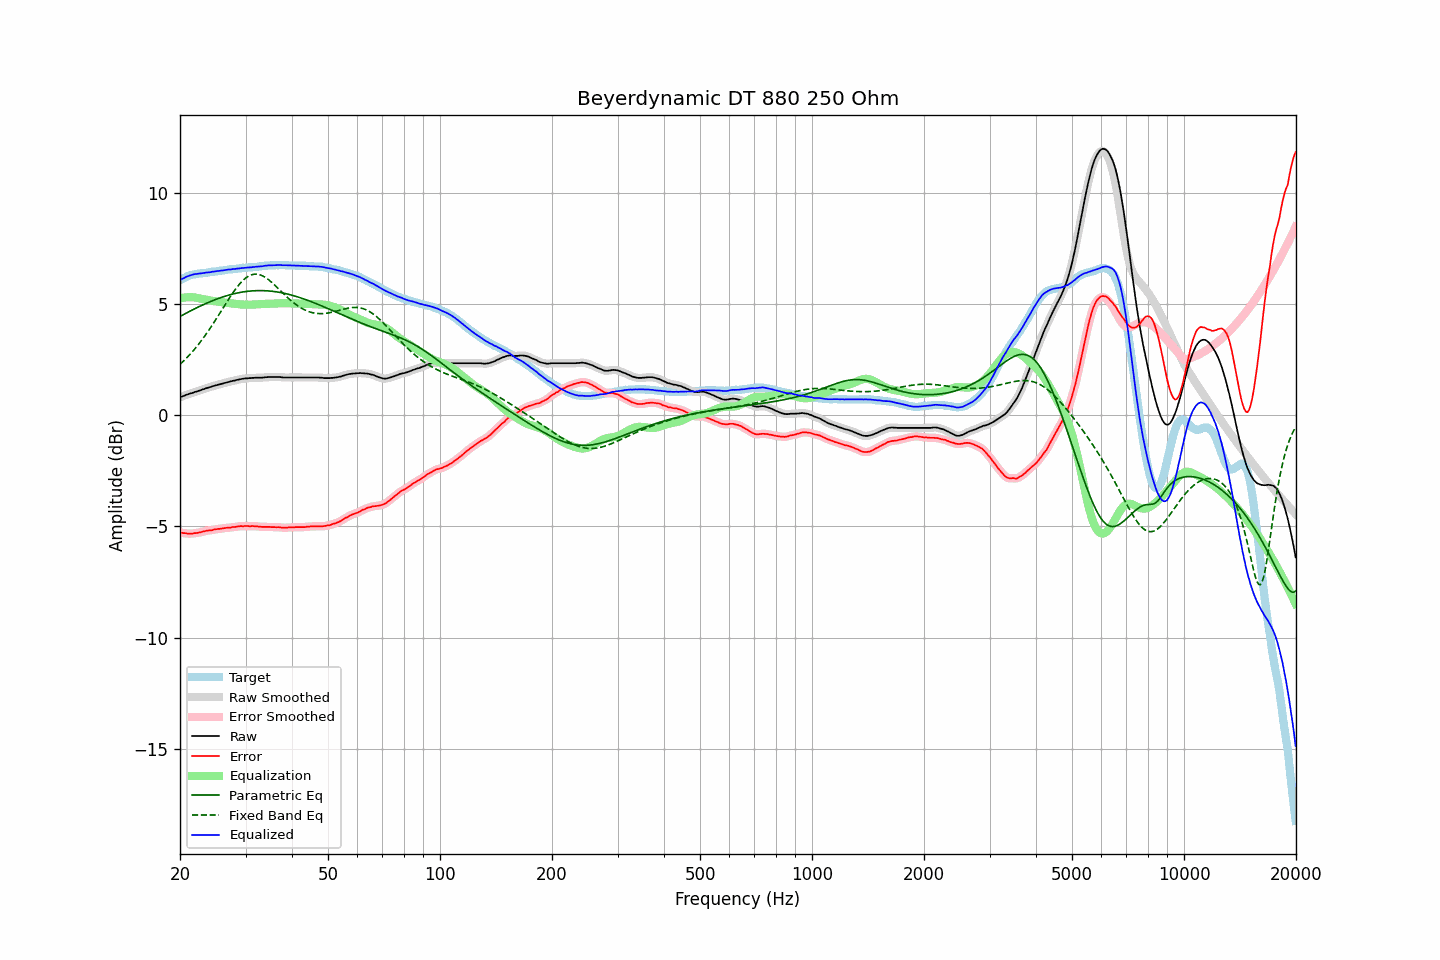 Beyerdynamic DT 880 250 Ohm
Amplitude (dBr)
10
5
0
−5
−10
−15
Target
Raw Smoothed
Error Smoothed
Raw
Error
Equalization
Parametric Eq
Fixed Band Eq
Equalized
20 50 100 200 500 1000 2000 5000 10000 20000
Frequency (Hz)